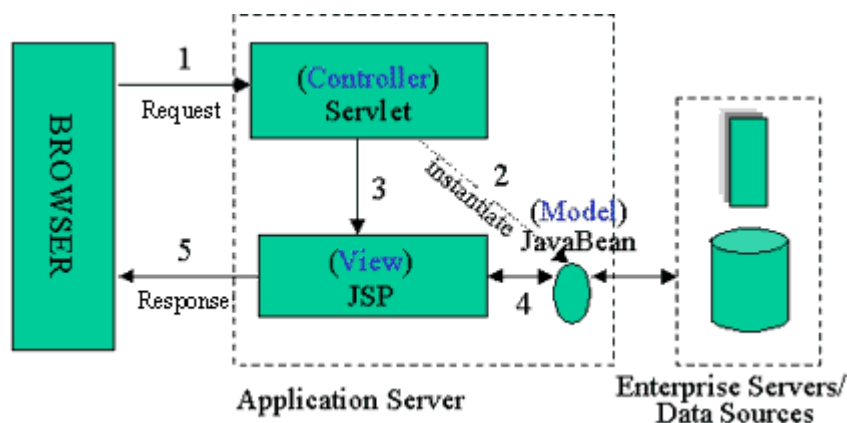 BROWSER
1
Request
(Controller)
Servlet
2
instantiate
3
(Model)
JavaBean
(View)
JSP
4
5
Response
Application Server
Enterprise Servers/
Data Sources